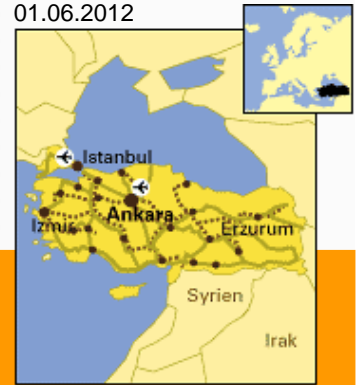 01.06.2012
Istanbul
Ankara
Izmir
Erzurum
Syrien
Irak